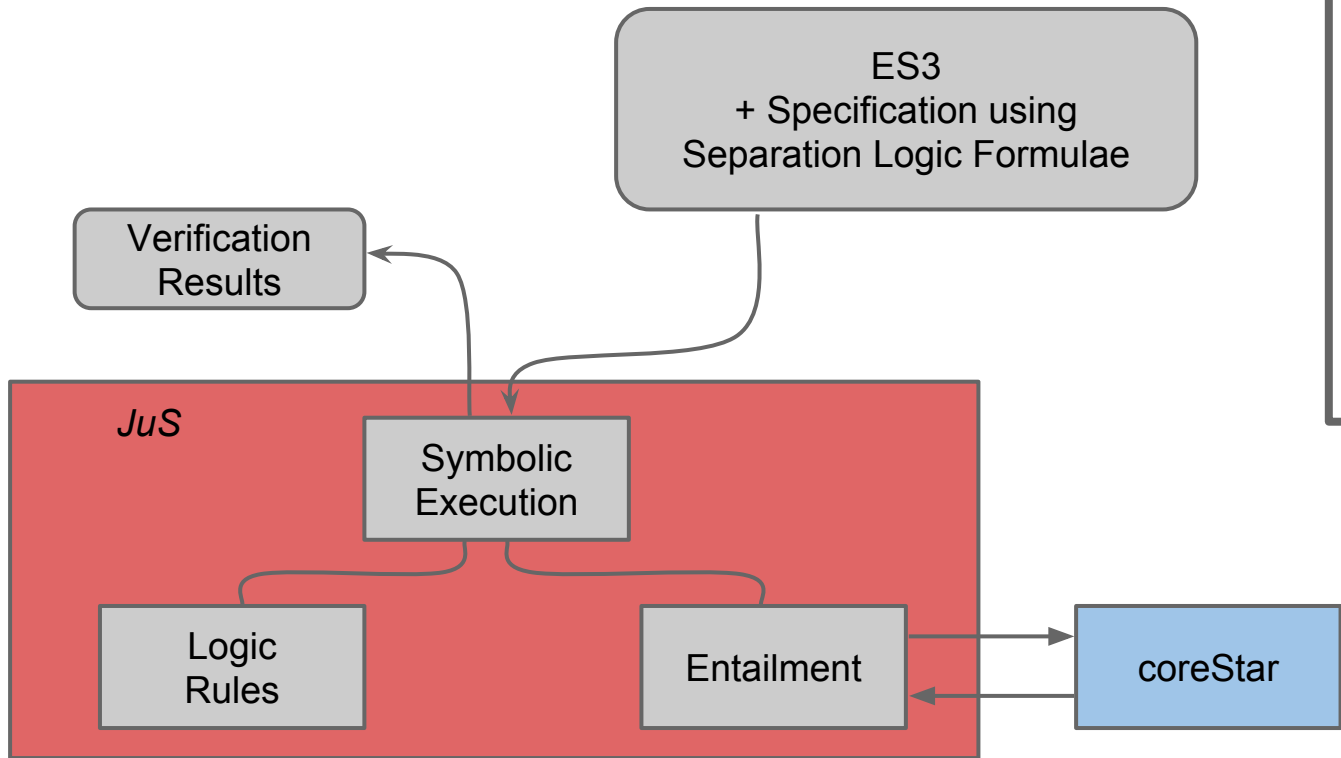 ES3
+ Specification using
Separation Logic Formulae
Verification
Results
JuS
Symbolic
Execution
Logic
Rules
Entailment
coreStar